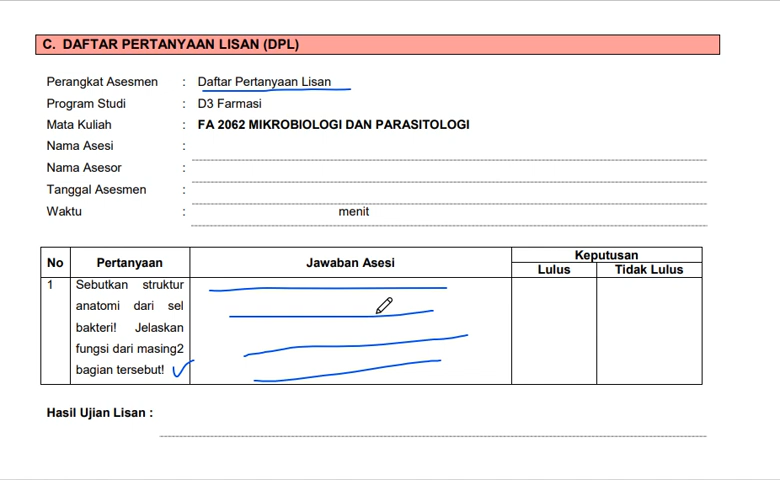 C. DAFTAR PERTANYAAN LISAN (DPL)
Perangkat Asesmen : Daftar Pertanyaan Lisan
Program Studi : D3 Farmasi
Mata Kuliah : FA 2062 MIKROBIOLOGI DAN PARASITOLOGI
Nama Asesi :
Nama Asesor :
Tanggal Asesmen :
Waktu : menit
No Pertanyaan Jawaban Asesi Keputusan
Lulus Tidak Lulus
1 Sebutkan struktur
anatomi dari sel
bakteri! Jelaskan
fungsi dari masing2
bagian tersebut!
Hasil Ujian Lisan :